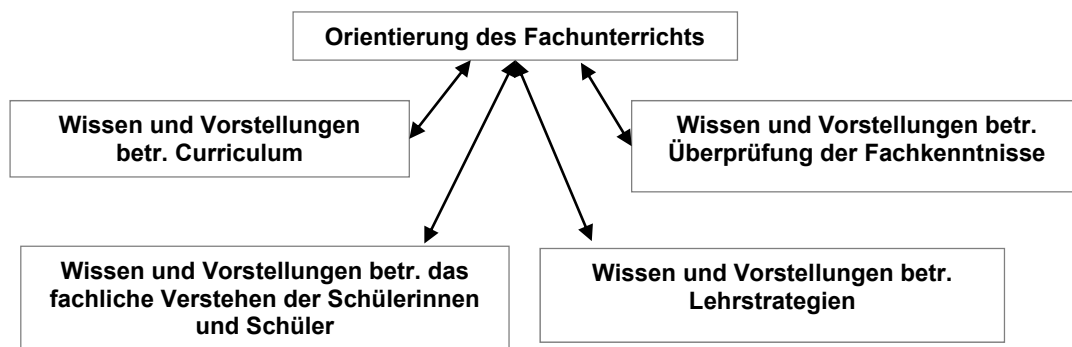 Orientierung des Fachunterrichts
Wissen und Vorstellungen
betr. Curriculum
Wissen und Vorstellungen betr.
Überprüfung der Fachkenntnisse
Wissen und Vorstellungen betr. das
fachliche Verstehen der Schülerinnen
und Schüler
Wissen und Vorstellungen betr.
Lehrstrategien